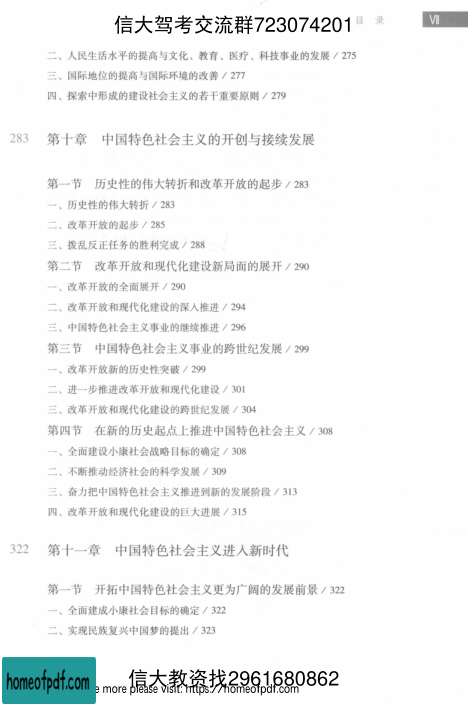 信大驾考交流群723074201
目 录
Ⅶ
二、人民生活水平的提高与文化、教育、医疗、科技事业的发展 / 275
三、国际地位的提高与国际环境的改善 / 277
四、探索中形成的建设社会主义的若干重要原则 / 279
283 第十章 中国特色社会主义的开创与接续发展
第一节 历史性的伟大转折和改革开放的起步 / 283
一、历史性的伟大转折 / 283
二、改革开放的起步 / 285
三、拨乱反正任务的胜利完成 / 288
第二节 改革开放和现代化建设新局面的展开 / 290
一、改革开放的全面展开 / 290
二、改革开放和现代化建设的深入推进 / 294
三、中国特色社会主义事业的继续推进 / 296
第三节 中国特色社会主义事业的跨世纪发展 / 299
一、改革开放新的历史性突破 / 299
二、进一步推进改革开放和现代化建设 / 301
三、改革开放和现代化建设的跨世纪发展 / 304
第四节 在新的历史起点上推进中国特色社会主义 / 308
一、全面建设小康社会战略目标的确定 / 308
二、不断推动经济社会的科学发展 / 309
三、奋力把中国特色社会主义推进到新的发展阶段 / 313
四、改革开放和现代化建设的巨大进展 / 315
322 第十一章 中国特色社会主义进入新时代
第一节 开拓中国特色社会主义更为广阔的发展前景 / 322
一、全面建成小康社会目标的确定 / 322
二、实现民族复兴中国梦的提出 / 323
信大教资找2961680862
homeofpdf.com
e more please visit: https://homeofpdf.com